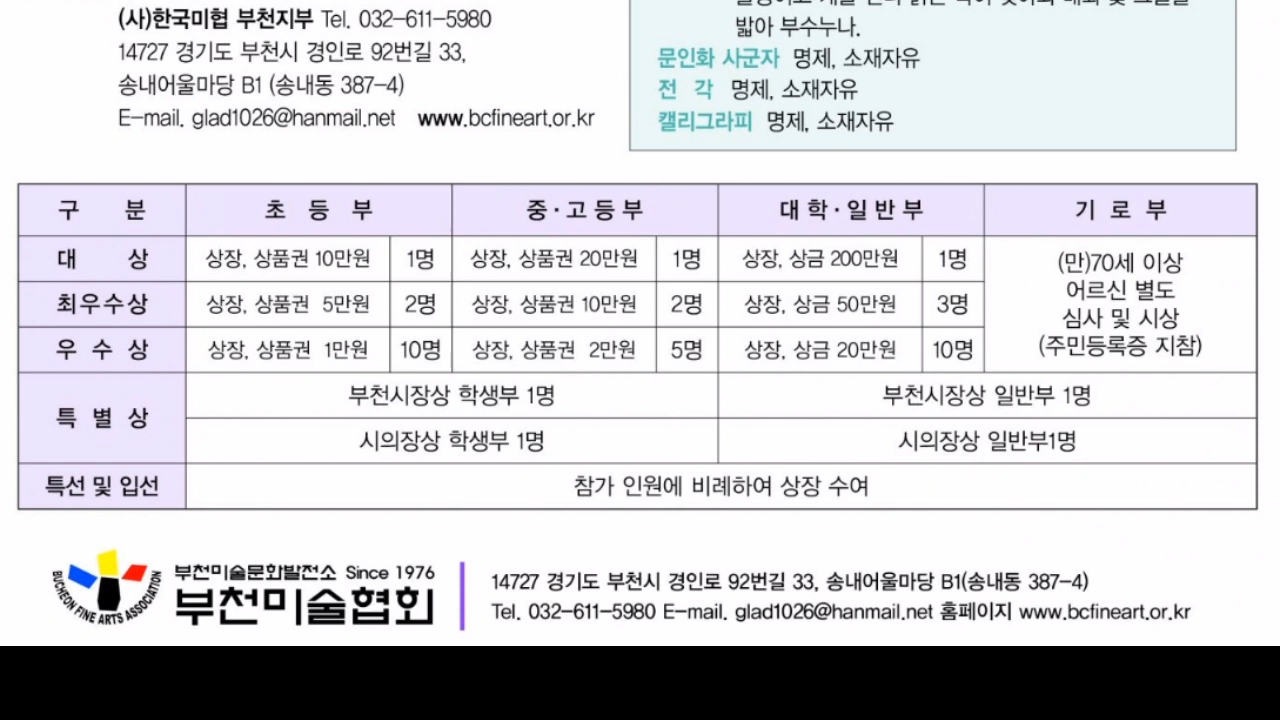 (사)한국미협 부천지부 Tel. 032-611-5980
14727 경기도 부천시 경인로 92번길 33,
송내어울마당 B1 (송내동 387-4)
E-mail. glad1026@hanmail.net www.bcfineart.or.kr
밟아 부수누나.
문인화 사군자 명제, 소재자유
전 각 명제, 소재자유
캘리그라피 명제, 소재자유
구 분 초 등 부 중·고등부 대학·일반부 기 로 부
대 상 상장, 상품권 10만원 1명 상장, 상품권 20만원 1명 상장, 상금 200만원 1명
최우수상 상장, 상품권 5만원 2명 상장, 상품권 10만원 2명 상장, 상금 50만원 3명
우 수 상 상장, 상품권 1만원 10명 상장, 상품권 2만원 5명 상장, 상금 20만원 10명
(만)70세 이상
어르신 별도
심사 및 시상
(주민등록증 지참)
특 별 상 부천시장상 학생부 1명 부천시장상 일반부 1명
시의장상 학생부 1명 시의장상 일반부1명
특선 및 입선 참가 인원에 비례하여 상장 수여
BUCHEON FINE ARTS ASSOCIATION
부천미술문화발전소 Since 1976
부천미술협회
14727 경기도 부천시 경인로 92번길 33, 송내어울마당 B1(송내동 387-4)
Tel. 032-611-5980 E-mail. glad1026@hanmail.net 홈페이지 www.bcfineart.or.kr